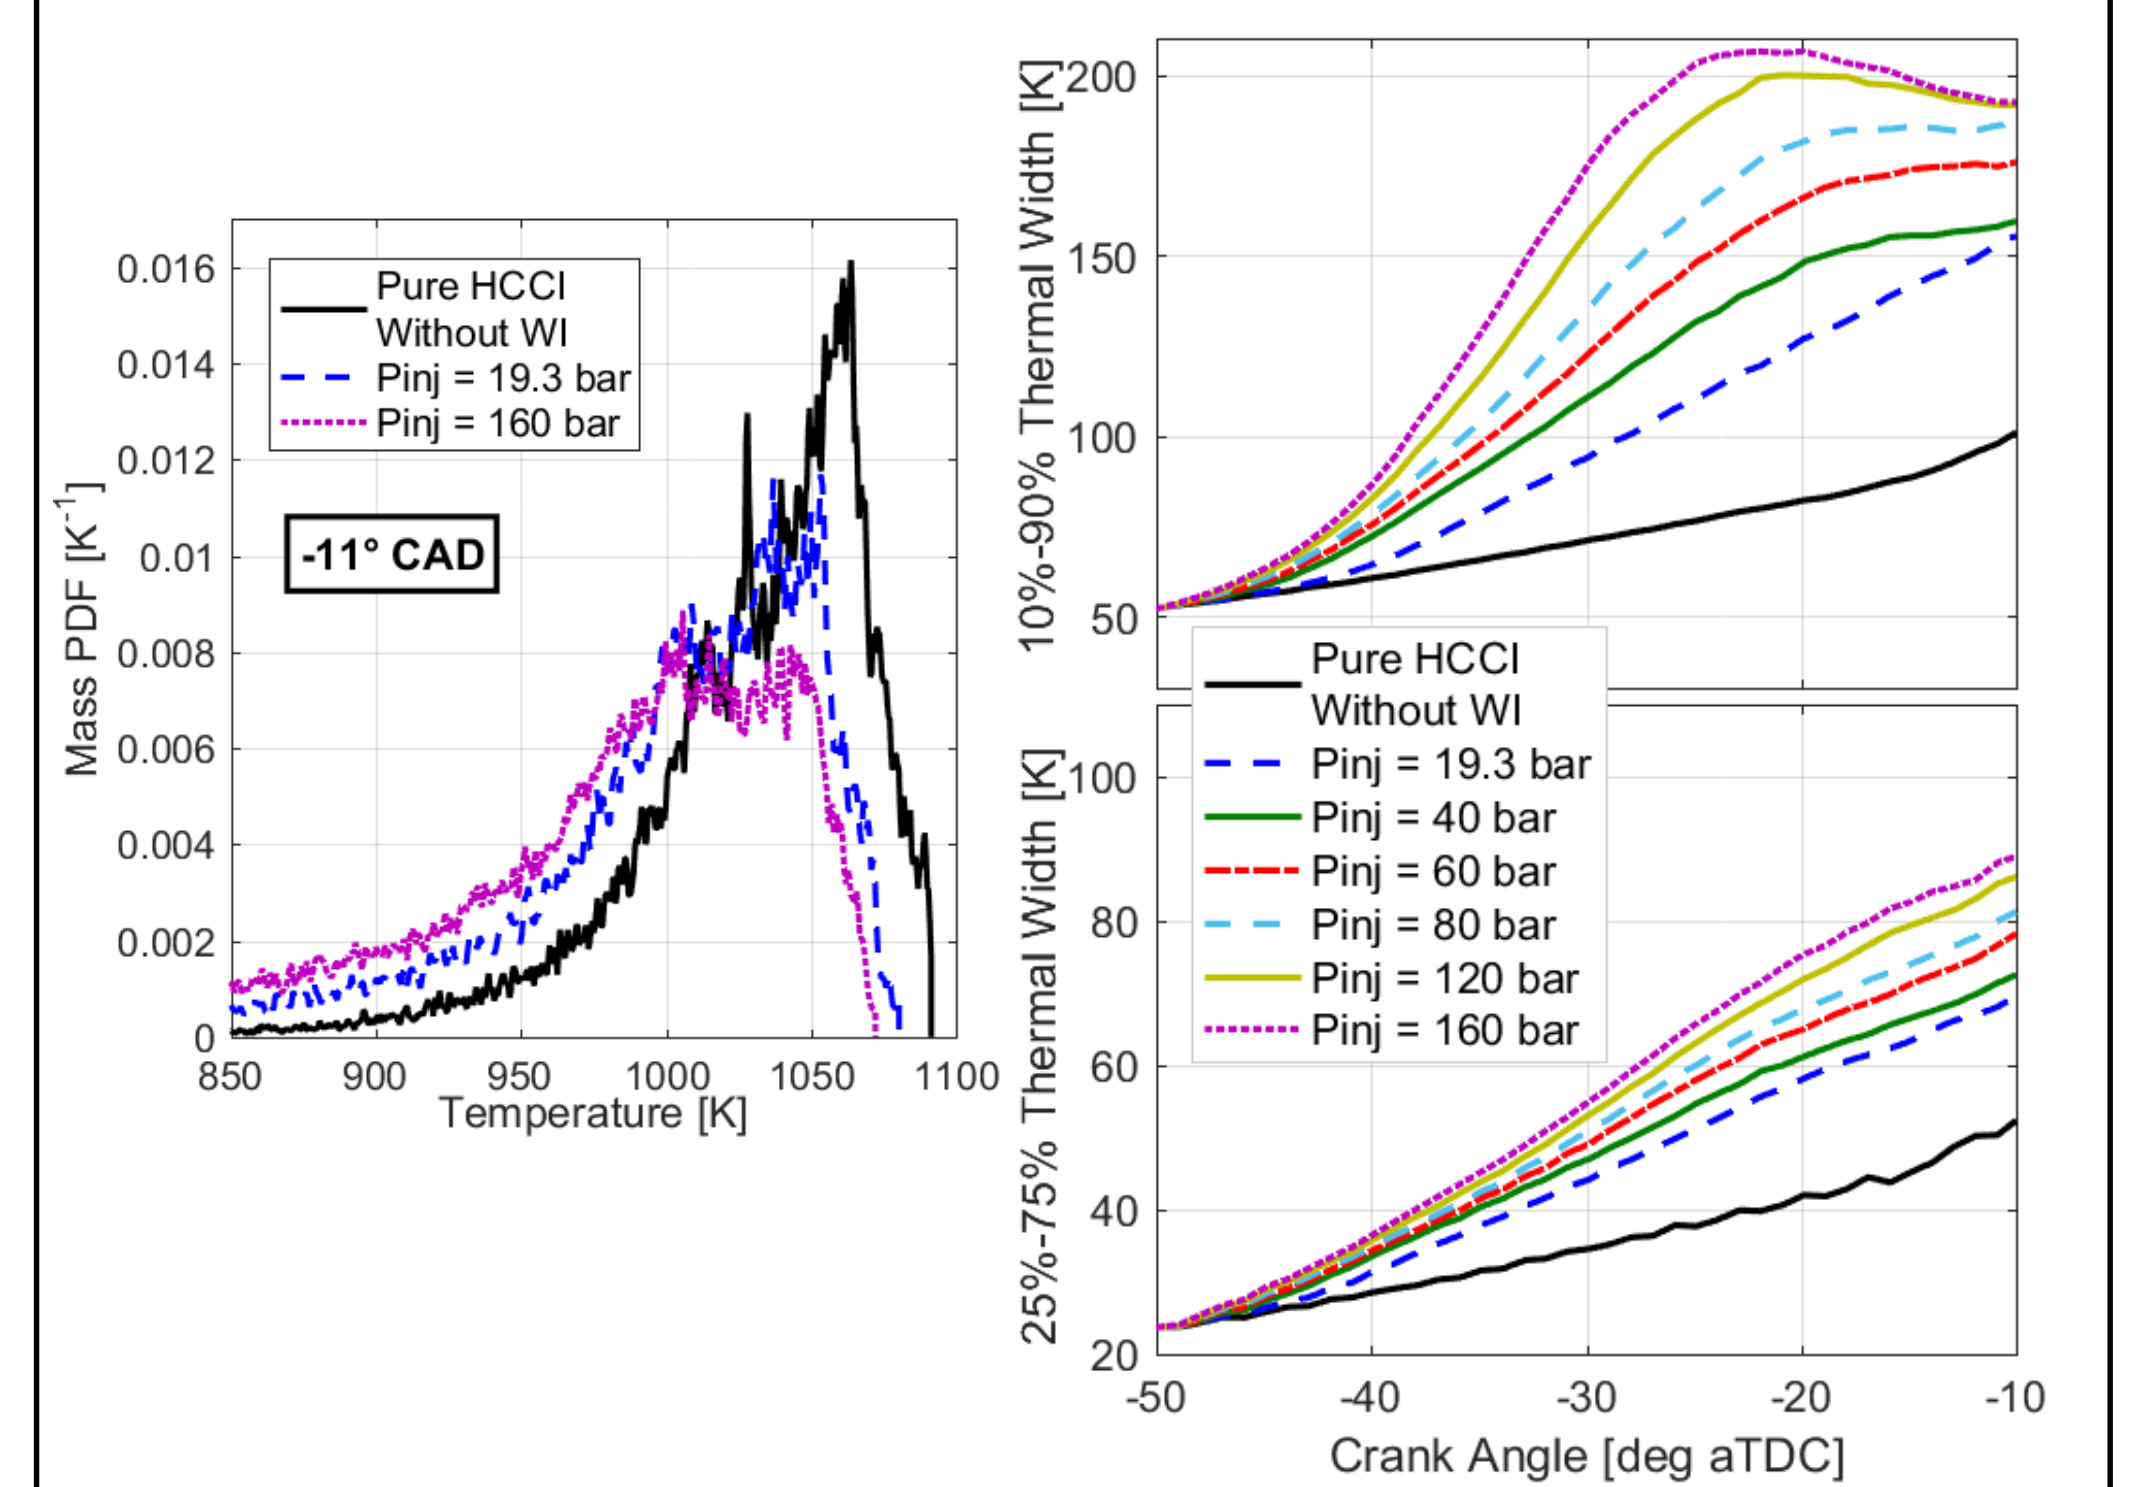 Mass PDF [K-1]
0.016
0.014
0.012
0.01
0.008
0.006
0.004
0.002
0
Pure HCCI
Without WI
Pinj = 19.3 bar
Pinj = 160 bar
-11° CAD
850 900 950 1000 1050 1100
Temperature [K]
10%-90% Thermal Width [K]
200
150
100
50
Pure HCCI
Without WI
Pinj = 19.3 bar
Pinj = 40 bar
Pinj = 60 bar
Pinj = 80 bar
Pinj = 120 bar
Pinj = 160 bar
25%-75% Thermal Width [K]
100
80
60
40
20
-50 -40 -30 -20 -10
Crank Angle [deg aTDC]